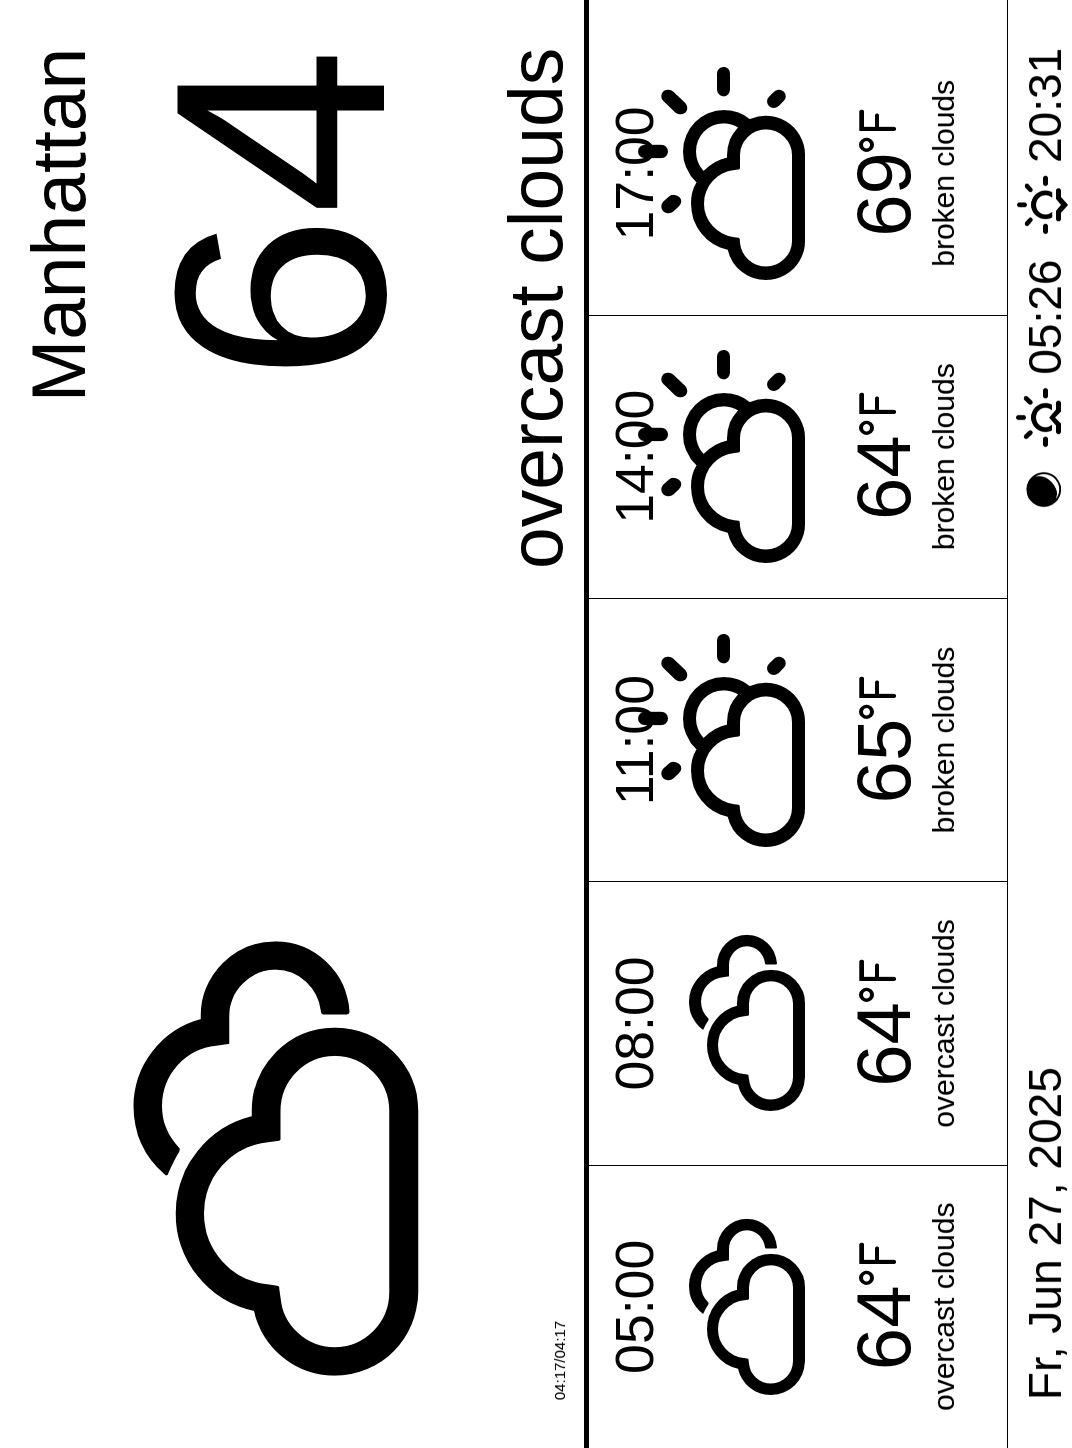 Manhattan
64
overcast clouds
04:17/04:17
05:00
64°F
overcast clouds
08:00
64°F
overcast clouds
11:00
65°F
broken clouds
14:00
64°F
broken clouds
17:00
69°F
broken clouds
Fr, Jun 27, 2025
05:26
20:31